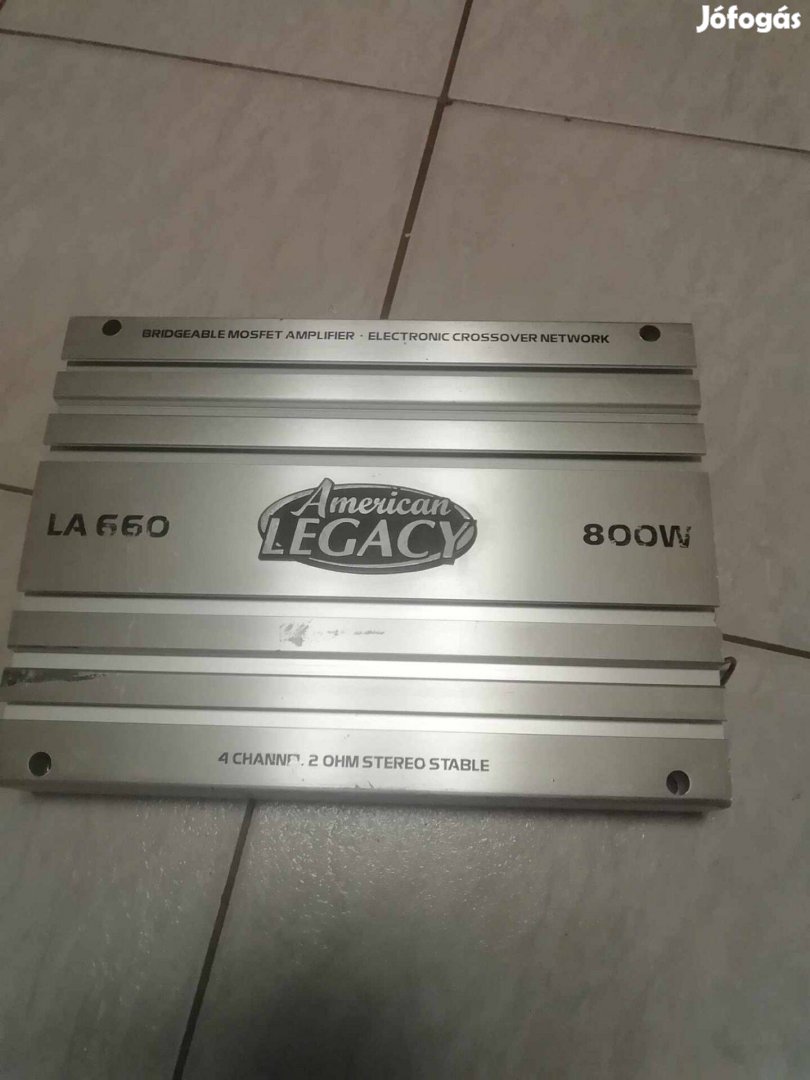 Jófogás
BRIDGEABLE MOSFET AMPLIFIER · ELECTRONIC CROSSOVER NETWORK
LA 660
American
LEGACY
800W
4 CHANNEL 2 OHM STEREO STABLE